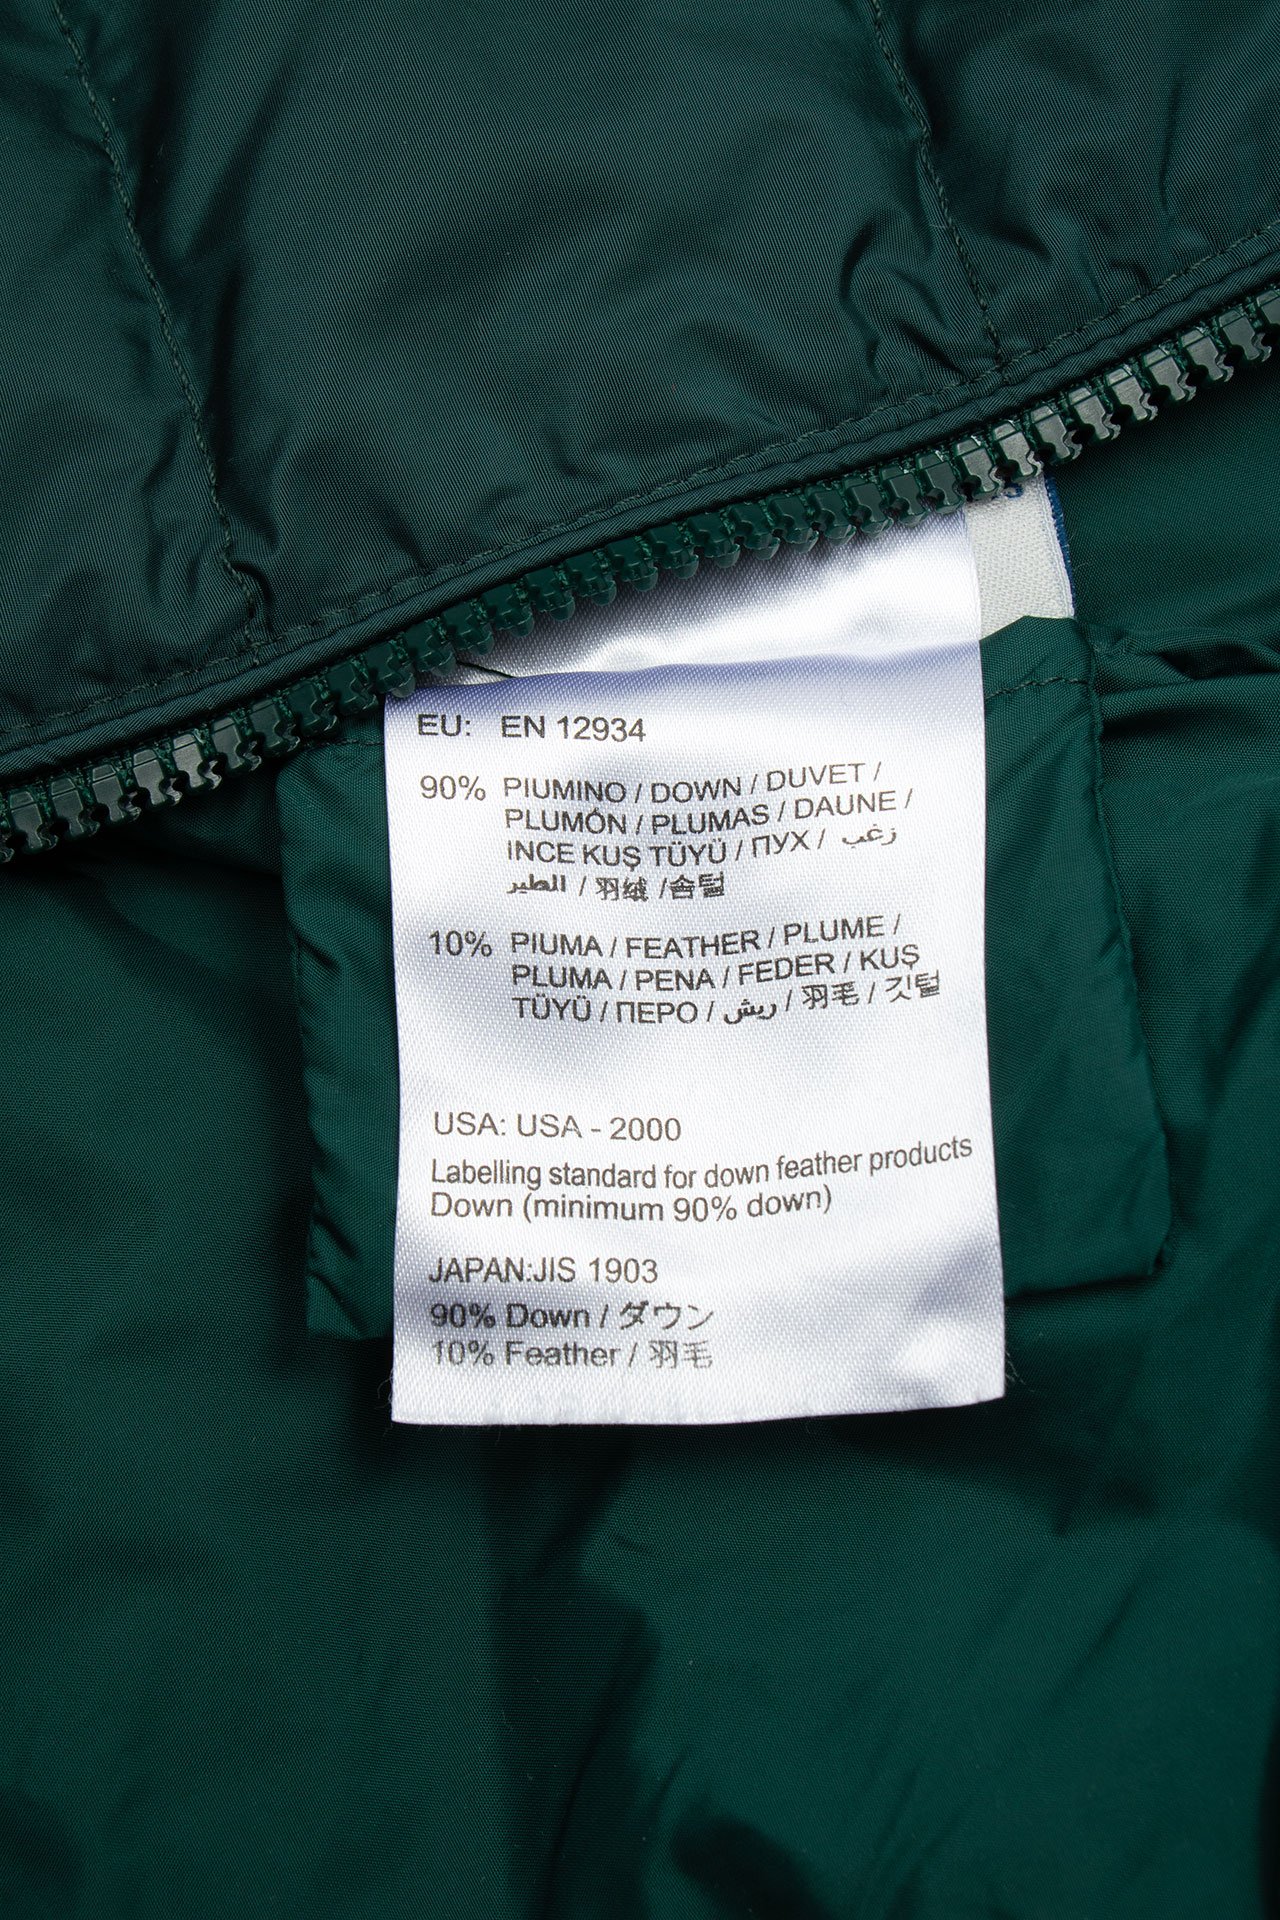 EU: EN 12934
90% PIUMINO / DOWN / DUVET /
PLUMÓN / PLUMAS / DAUNE /
INCE KUŞ TÜYÜ / ПУХ / زغب
الطير / 羽绒 / 솜털
10% PIUMA / FEATHER / PLUME /
PLUMA / PENA / FEDER / KUŞ
TÜYÜ / ПЕРО / ريش / 羽毛 / 깃털
USA: USA - 2000
Labelling standard for down feather products
Down (minimum 90% down)
JAPAN:JIS 1903
90% Down / ダウン
10% Feather / 羽毛